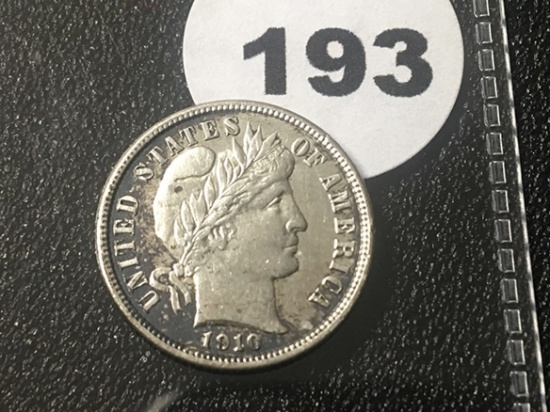 193
UNITED STATES OF AMERICA
1910